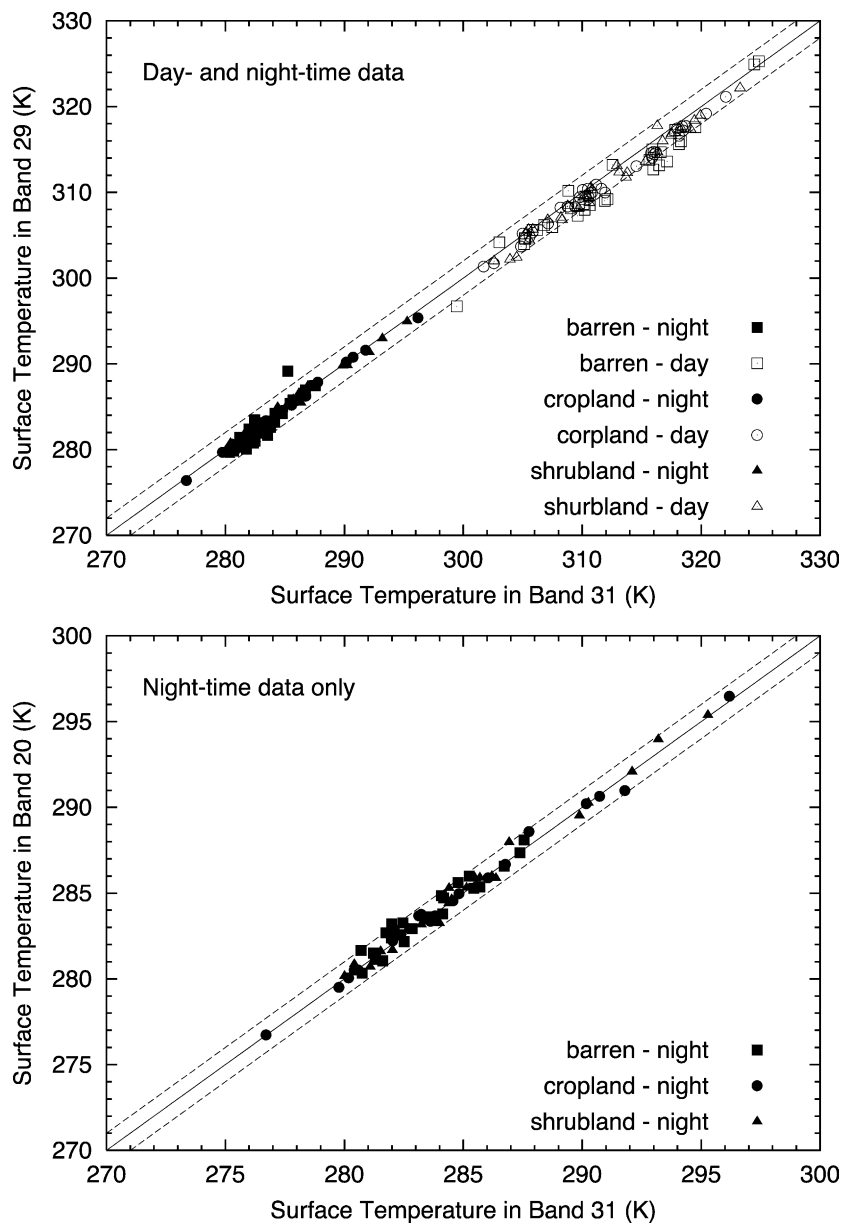 330
320
310
300
290
280
270
Surface Temperature in Band 29 (K)
Day- and night-time data
barren - night
barren - day
cropland - night
corpland - day
shrubland - night
shurbland - day
270 280 290 300 310 320 330
Surface Temperature in Band 31 (K)
300
295
290
285
280
275
270
Surface Temperature in Band 20 (K)
Night-time data only
barren - night
cropland - night
shrubland - night
270 275 280 285 290 295 300
Surface Temperature in Band 31 (K)